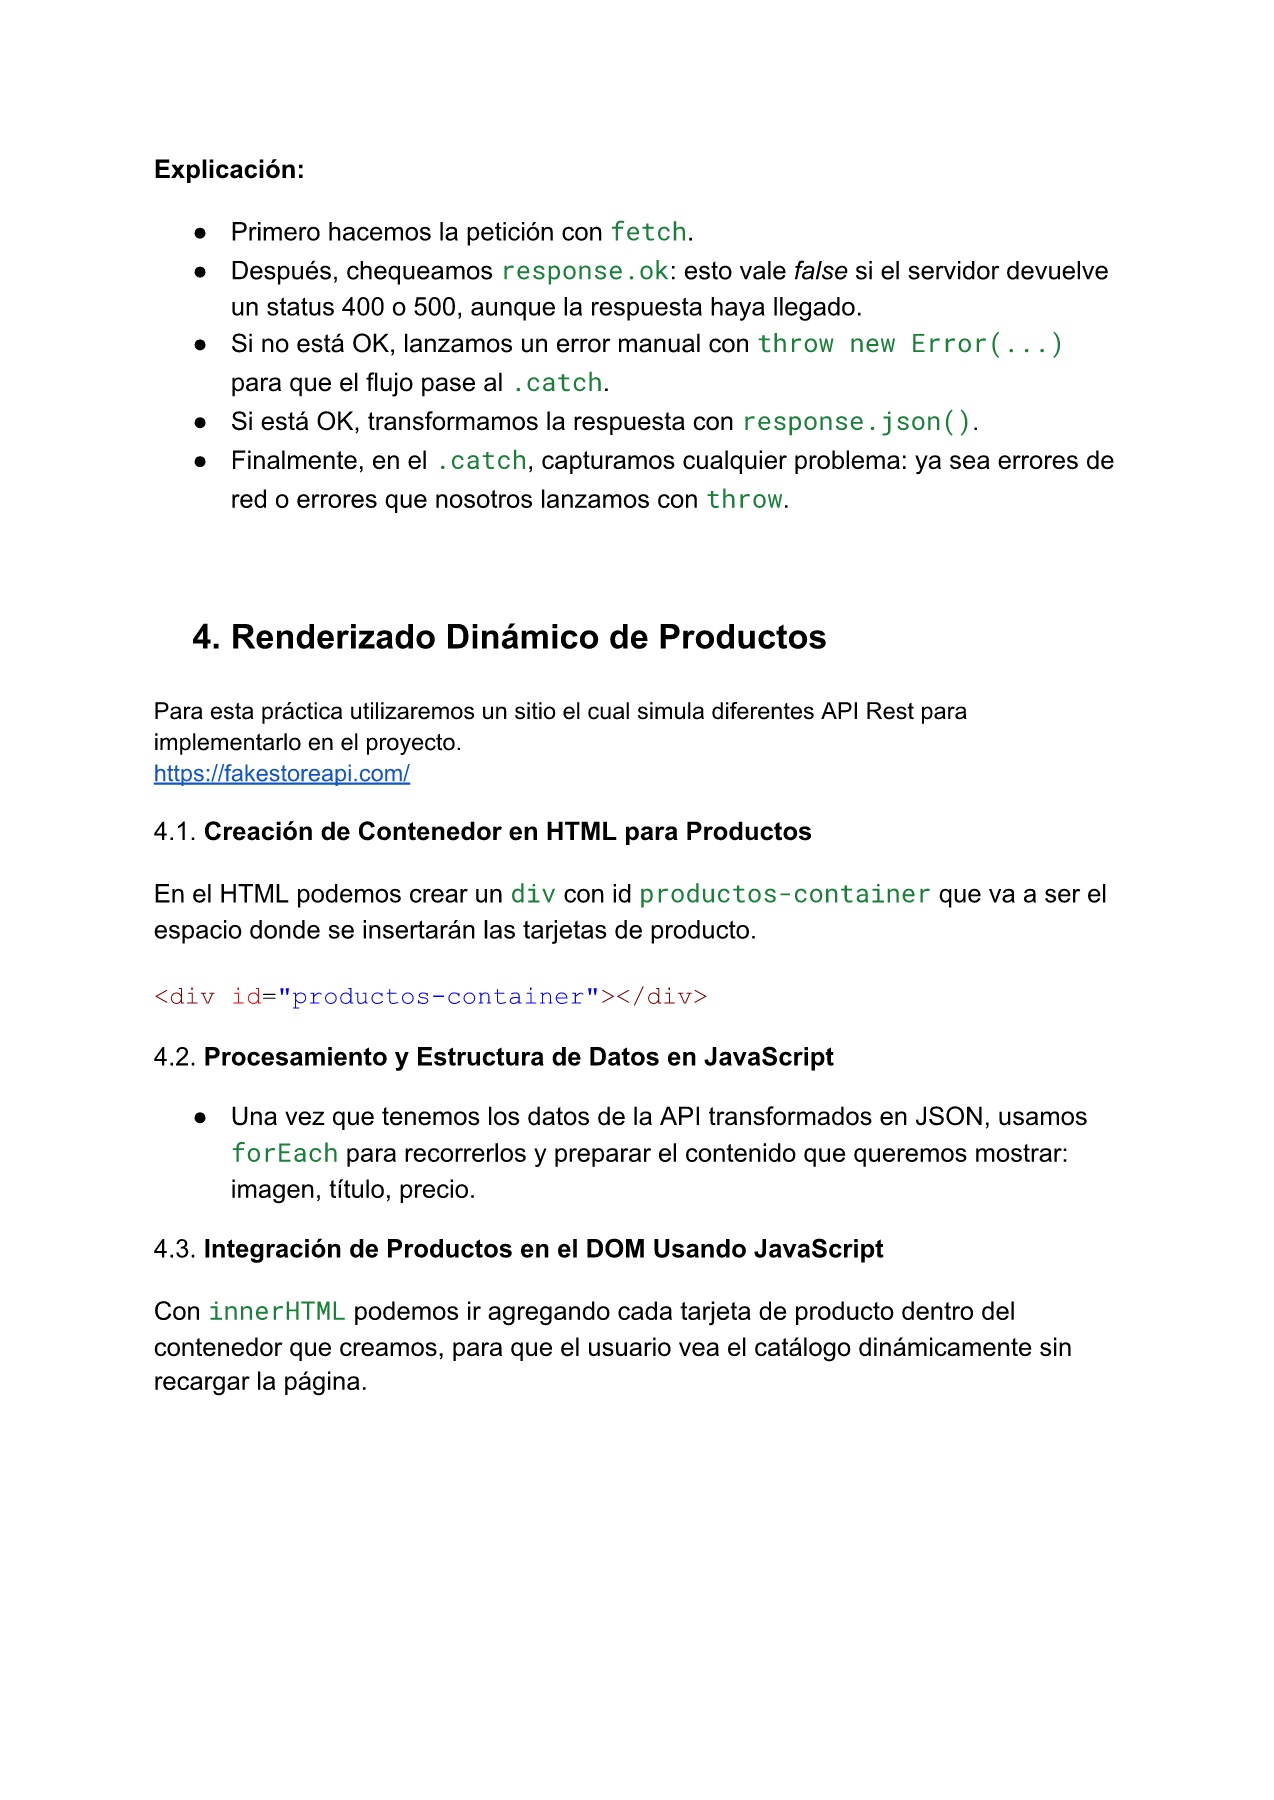 Explicación:
● Primero hacemos la petición con fetch.
● Después, chequeamos response.ok: esto vale false si el servidor devuelve
un status 400 o 500, aunque la respuesta haya llegado.
● Si no está OK, lanzamos un error manual con throw new Error(...)
para que el flujo pase al .catch.
● Si está OK, transformamos la respuesta con response.json().
● Finalmente, en el .catch, capturamos cualquier problema: ya sea errores de
red o errores que nosotros lanzamos con throw.
4. Renderizado Dinámico de Productos
Para esta práctica utilizaremos un sitio el cual simula diferentes API Rest para
implementarlo en el proyecto.
https://fakestoreapi.com/
4.1. Creación de Contenedor en HTML para Productos
En el HTML podemos crear un div con id productos-container que va a ser el
espacio donde se insertarán las tarjetas de producto.
<div id="productos-container"></div>
4.2. Procesamiento y Estructura de Datos en JavaScript
● Una vez que tenemos los datos de la API transformados en JSON, usamos
forEach para recorrerlos y preparar el contenido que queremos mostrar:
imagen, título, precio.
4.3. Integración de Productos en el DOM Usando JavaScript
Con innerHTML podemos ir agregando cada tarjeta de producto dentro del
contenedor que creamos, para que el usuario vea el catálogo dinámicamente sin
recargar la página.